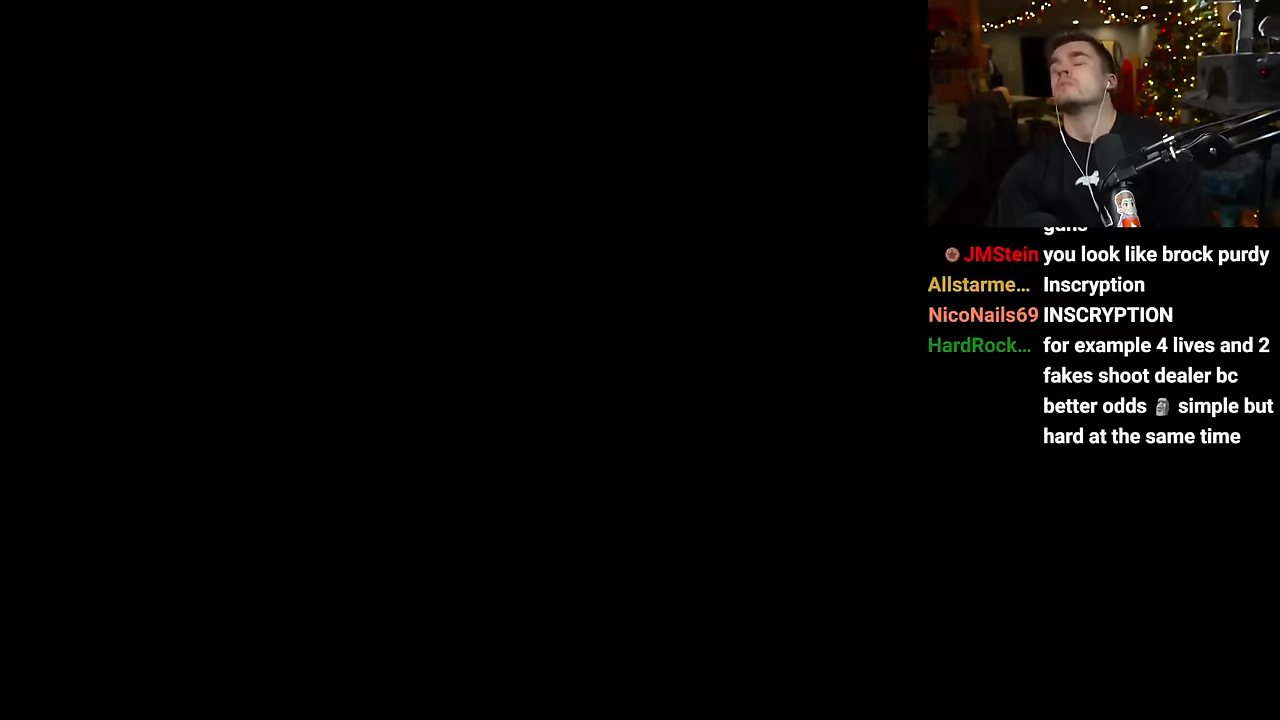 guns
JMStein you look like brock purdy
Allstarme... Inscryption
NicoNails69 INSCRYPTION
HardRock... for example 4 lives and 2
fakes shoot dealer bc
better odds 🗿 simple but
hard at the same time